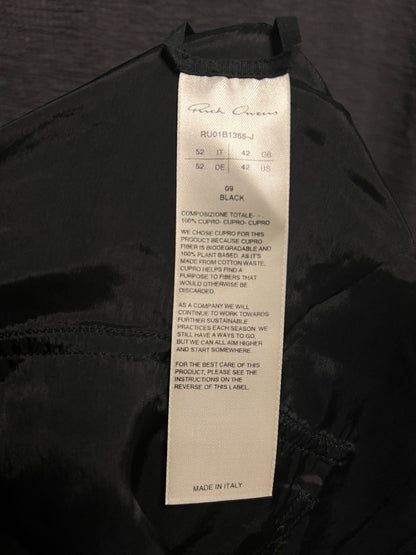 Rick Owens
RU01B1355-J
52 IT 42 GB
52 DE 42 US
09
BLACK
COMPOSIZIONE TOTALE- -
100% CUPRO- CUPRO- CUPRO
WE CHOSE CUPRO FOR THIS
PRODUCT BECAUSE CUPRO
FIBER IS BIODEGRADABLE AND
100% PLANT BASED. AS IT'S
MADE FROM COTTON WASTE,
CUPRO HELPS FIND A
PURPOSE TO FIBERS THAT
WOULD OTHERWISE BE
DISCARDED.
AS A COMPANY WE WILL
CONTINUE TO WORK TOWARDS
FURTHER SUSTAINABLE
PRACTICES EACH SEASON. WE
STILL HAVE A WAYS TO GO,
BUT WE CAN ALL AIM HIGHER
AND START SOMEWHERE.
FOR THE BEST CARE OF THIS
PRODUCT, PLEASE SEE THE
INSTRUCTIONS ON THE
REVERSE OF THIS LABEL.
MADE IN ITALY